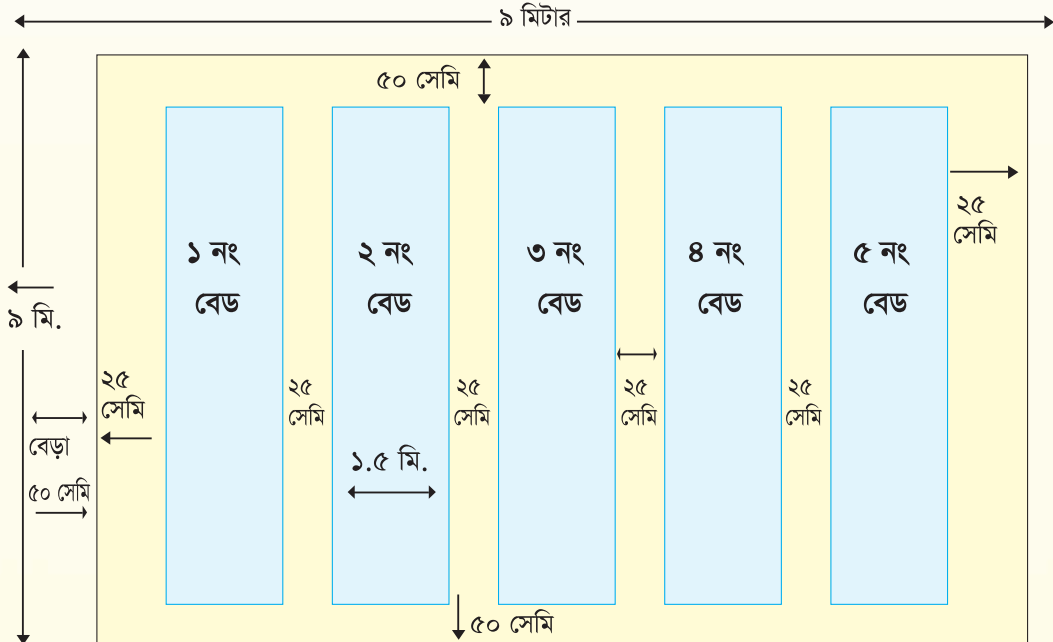 ৯ মিটার
৫০ সেমি
২৫
সেমি
১ নং
বেড
২ নং
বেড
৩ নং
বেড
৪ নং
বেড
৫ নং
বেড
৯ মি.
২৫
সেমি
২৫
সেমি
২৫
সেমি
২৫
সেমি
২৫
সেমি
বেড়া
৫০ সেমি
১.৫ মি.
৫০ সেমি